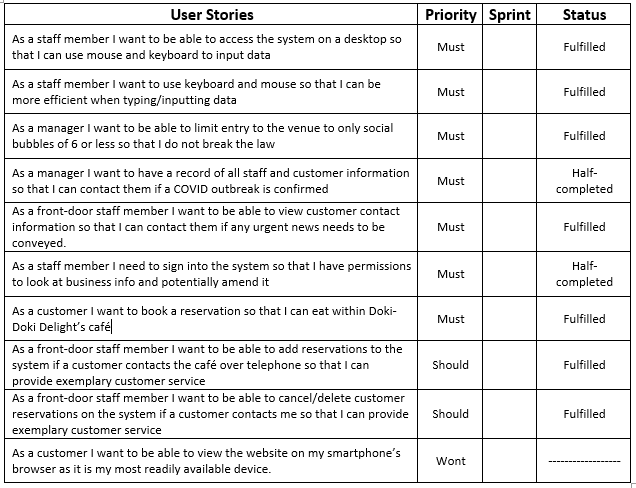 User Stories Priority Sprint Status
As a staff member I want to be able to access the system on a desktop so
that I can use mouse and keyboard to input data
Must
Fulfilled
As a staff member I want to use keyboard and mouse so that I can be
more efficient when typing/inputting data
Must
Fulfilled
As a manager I want to be able to limit entry to the venue to only social
bubbles of 6 or less so that I do not break the law
Must
Fulfilled
As a manager I want to have a record of all staff and customer information
so that I can contact them if a COVID outbreak is confirmed
Must
Half-
completed
As a front-door staff member I want to be able to view customer contact
information so that I can contact them if any urgent news needs to be
conveyed.
Must
Fulfilled
As a staff member I need to sign into the system so that I have permissions
to look at business info and potentially amend it
Must
Half-
completed
As a customer I want to book a reservation so that I can eat within Doki-
Doki Delight's café
Must
Fulfilled
As a front-door staff member I want to be able to add reservations to the
system if a customer contacts the café over telephone so that I can
provide exemplary customer service
Should
Fulfilled
As a front-door staff member I want to be able to cancel/delete customer
reservations on the system if a customer contacts me so that I can provide
exemplary customer service
Should
Fulfilled
As a customer I want to be able to view the website on my smartphone's
browser as it is my most readily available device.
Wont
------------------